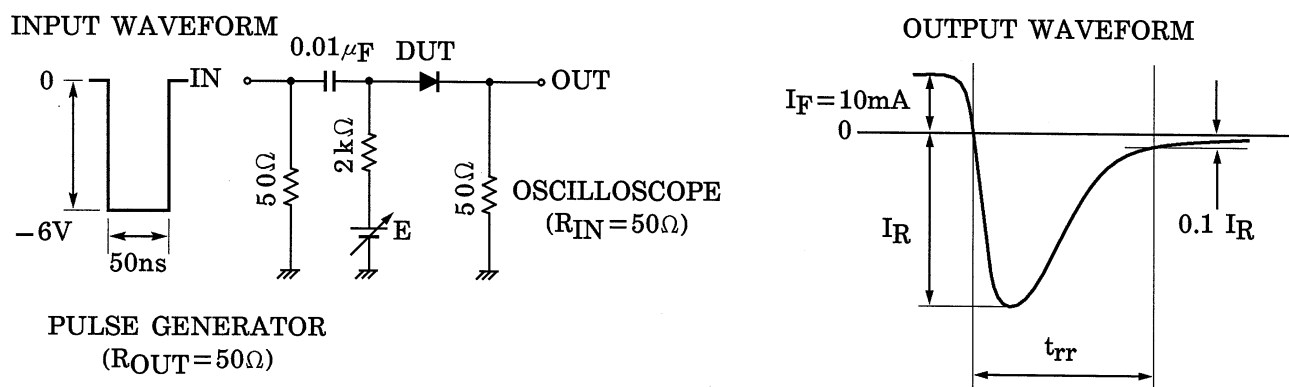 INPUT WAVEFORM
0
IN
-6V
50ns
PULSE GENERATOR
(ROUT=50Ω)
0.01μF
DUT
OUT
50Ω
2kΩ
E
50Ω
OSCILLOSCOPE
(RIN=50Ω)
OUTPUT WAVEFORM
IF=10mA
0
IR
0.1 IR
trr